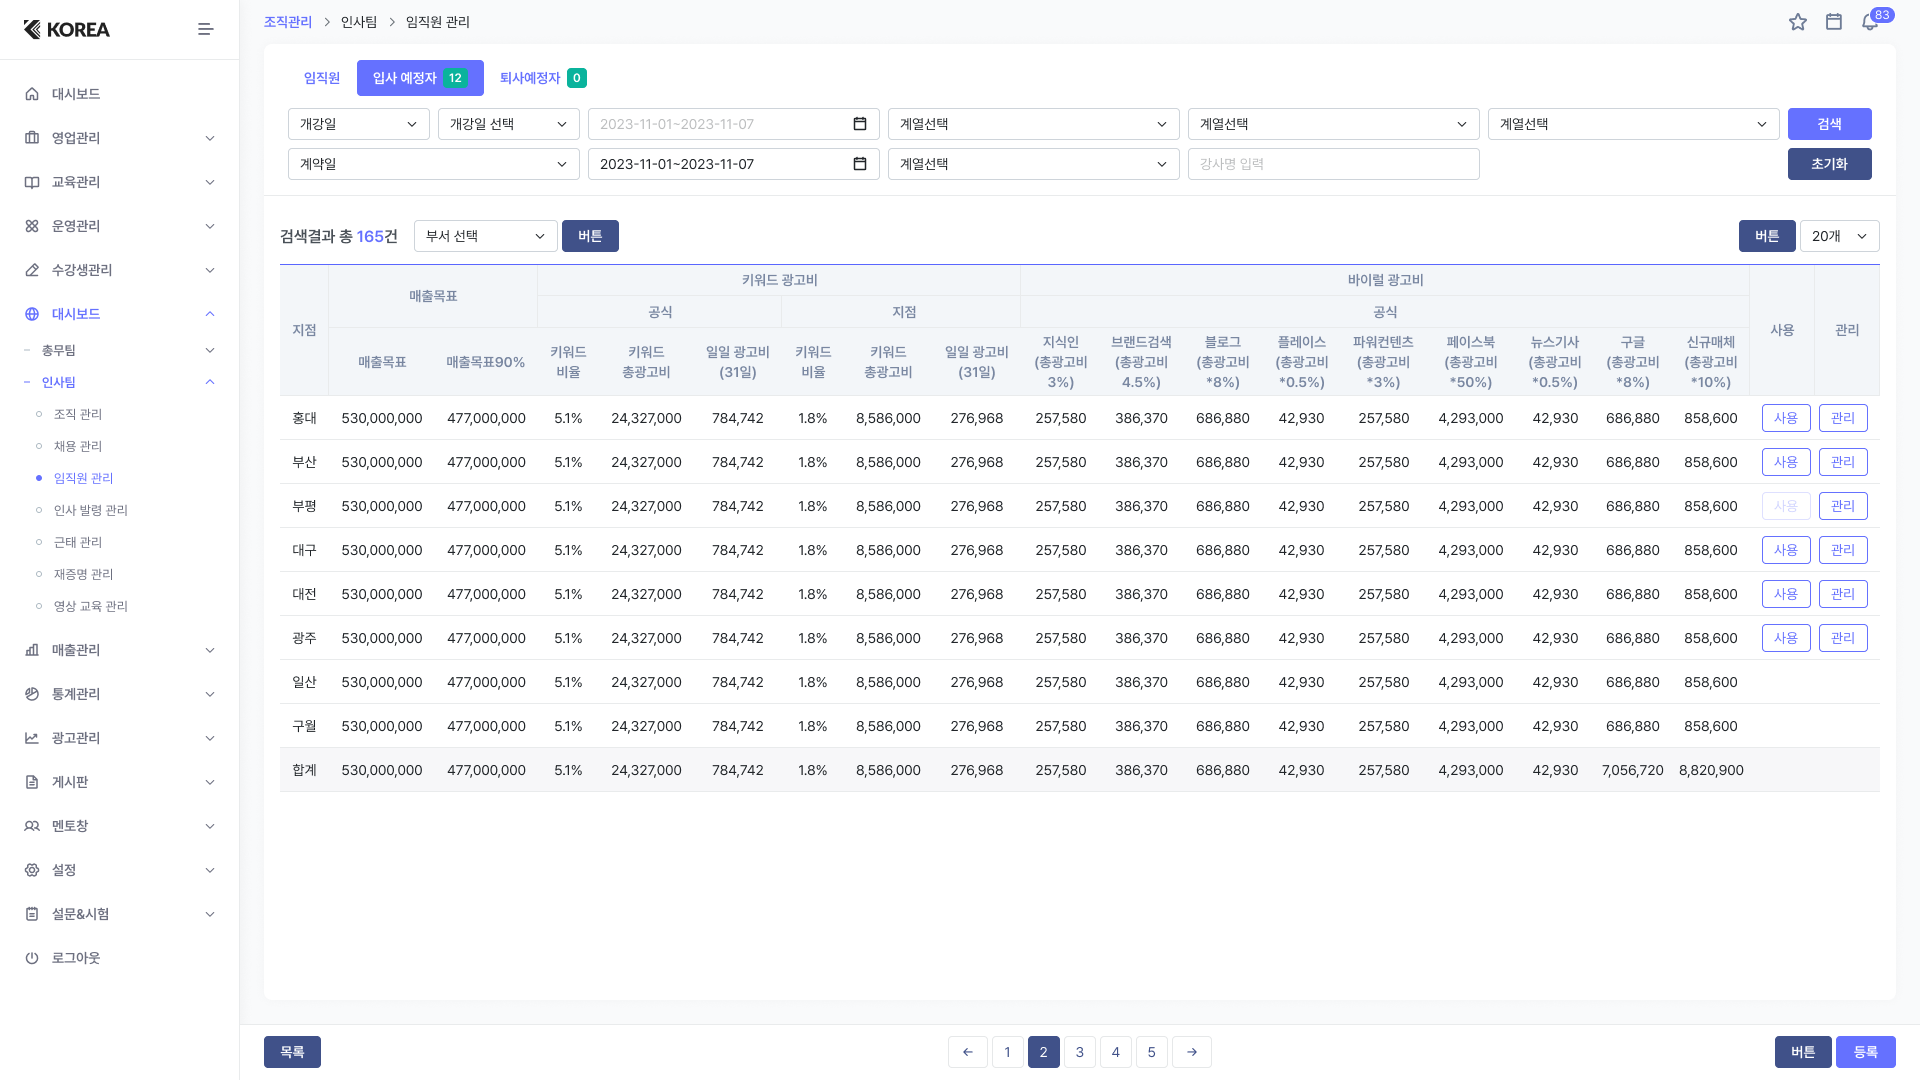 KOREA
대시보드
영업관리
교육관리
운영관리
수강생관리
대시보드
총무팀
인사팀
조직 관리
채용 관리
임직원 관리
인사 발령 관리
근태 관리
재증명 관리
영상 교육 관리
매출관리
통계관리
광고관리
게시판
멘토창
설정
설문&시험
로그아웃
조직관리 > 인사팀 > 임직원 관리
83
임직원 입사 예정자 12 퇴사예정자 0
개강일 개강일 선택 2023-11-01~2023-11-07 계열선택 계열선택 계열선택 검색
계약일 2023-11-01~2023-11-07 계열선택 강사명 입력 초기화
검색결과 총 165건 부서 선택 버튼 버튼 20개
지점 매출목표 키워드 광고비 바이럴 광고비 사용 관리
공식 지점 공식
매출목표 매출목표90% 키워드 비율 키워드 총광고비 일일 광고비 (31일) 키워드 비율 키워드 총광고비 일일 광고비 (31일) 지식인 (총광고비 3%) 브랜드검색 (총광고비 4.5%) 블로그 (총광고비 *8%) 플레이스 (총광고비 *0.5%) 파워컨텐츠 (총광고비 *3%) 페이스북 (총광고비 *50%) 뉴스기사 (총광고비 *0.5%) 구글 (총광고비 *8%) 신규매체 (총광고비 *10%)
홍대 530,000,000 477,000,000 5.1% 24,327,000 784,742 1.8% 8,586,000 276,968 257,580 386,370 686,880 42,930 257,580 4,293,000 42,930 686,880 858,600 사용 관리
부산 530,000,000 477,000,000 5.1% 24,327,000 784,742 1.8% 8,586,000 276,968 257,580 386,370 686,880 42,930 257,580 4,293,000 42,930 686,880 858,600 사용 관리
부평 530,000,000 477,000,000 5.1% 24,327,000 784,742 1.8% 8,586,000 276,968 257,580 386,370 686,880 42,930 257,580 4,293,000 42,930 686,880 858,600 사용 관리
대구 530,000,000 477,000,000 5.1% 24,327,000 784,742 1.8% 8,586,000 276,968 257,580 386,370 686,880 42,930 257,580 4,293,000 42,930 686,880 858,600 사용 관리
대전 530,000,000 477,000,000 5.1% 24,327,000 784,742 1.8% 8,586,000 276,968 257,580 386,370 686,880 42,930 257,580 4,293,000 42,930 686,880 858,600 사용 관리
광주 530,000,000 477,000,000 5.1% 24,327,000 784,742 1.8% 8,586,000 276,968 257,580 386,370 686,880 42,930 257,580 4,293,000 42,930 686,880 858,600 사용 관리
일산 530,000,000 477,000,000 5.1% 24,327,000 784,742 1.8% 8,586,000 276,968 257,580 386,370 686,880 42,930 257,580 4,293,000 42,930 686,880 858,600
구월 530,000,000 477,000,000 5.1% 24,327,000 784,742 1.8% 8,586,000 276,968 257,580 386,370 686,880 42,930 257,580 4,293,000 42,930 686,880 858,600
합계 530,000,000 477,000,000 5.1% 24,327,000 784,742 1.8% 8,586,000 276,968 257,580 386,370 686,880 42,930 257,580 4,293,000 42,930 7,056,720 8,820,900
목록 ← 1 2 3 4 5 → 버튼 등록